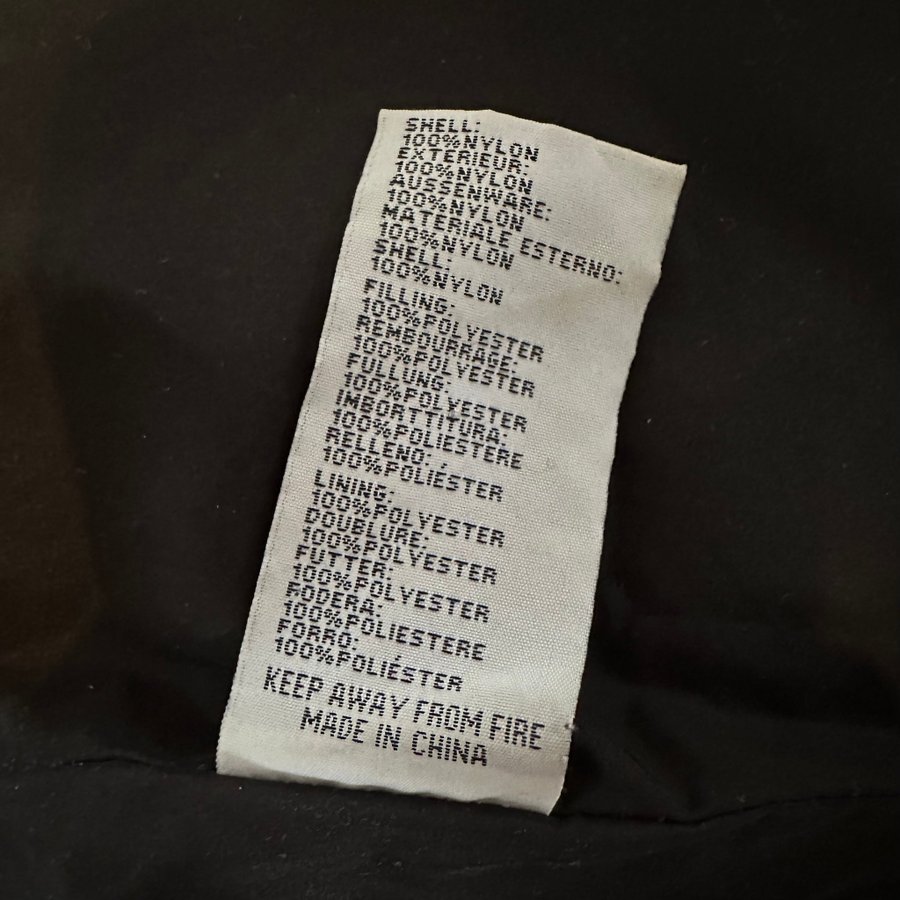 SHELL:
100%NYLON
EXTERIEUR:
100%NYLON
AUSSENWARE:
100%NYLON
MATERIALE ESTERNO:
100%NYLON
SHELL:
100%NYLON
FILLING:
100%POLYESTER
REMBOURRAGE:
100%POLYESTER
FULLUNG:
100%POLYESTER
IMBORTTITURA:
100%POLIESTERE
RELLENO:
100%POLIÉSTER
LINING:
100%POLYESTER
DOUBLURE:
100%POLYESTER
FUTTER:
100%POLYESTER
FODERA:
100%POLIESTERE
FORRO:
100%POLIÉSTER
KEEP AWAY FROM FIRE
MADE IN CHINA